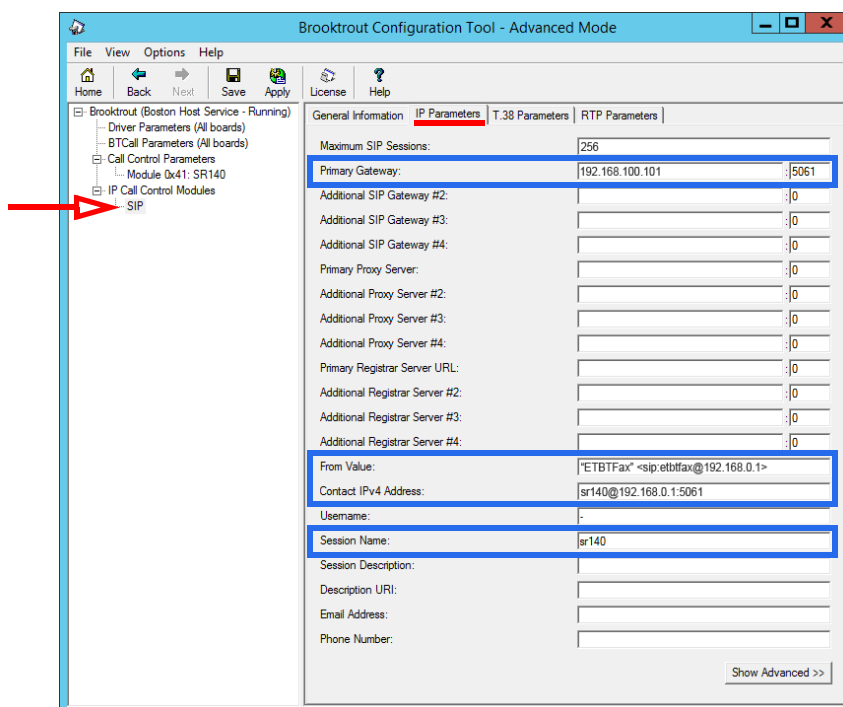 Brooktrout Configuration Tool - Advanced Mode
File View Options Help
Home Back Next Save Apply License Help
Brooktrout (Boston Host Service - Running)
Driver Parameters (All boards)
BTCall Parameters (All boards)
Call Control Parameters
Module 0x41: SR140
IP Call Control Modules
SIP
General Information IP Parameters T.38 Parameters RTP Parameters
Maximum SIP Sessions: 256
Primary Gateway: 192.168.100.101 : 5061
Additional SIP Gateway #2: : 0
Additional SIP Gateway #3: : 0
Additional SIP Gateway #4: : 0
Primary Proxy Server: : 0
Additional Proxy Server #2: : 0
Additional Proxy Server #3: : 0
Additional Proxy Server #4: : 0
Primary Registrar Server URL: : 0
Additional Registrar Server #2: : 0
Additional Registrar Server #3: : 0
Additional Registrar Server #4: : 0
From Value: "ETBTFax" <sip:etbtfax@192.168.0.1>
Contact IPv4 Address: sr140@192.168.0.1:5061
Username: -
Session Name: sr140
Session Description:
Description URI:
Email Address:
Phone Number:
Show Advanced >>